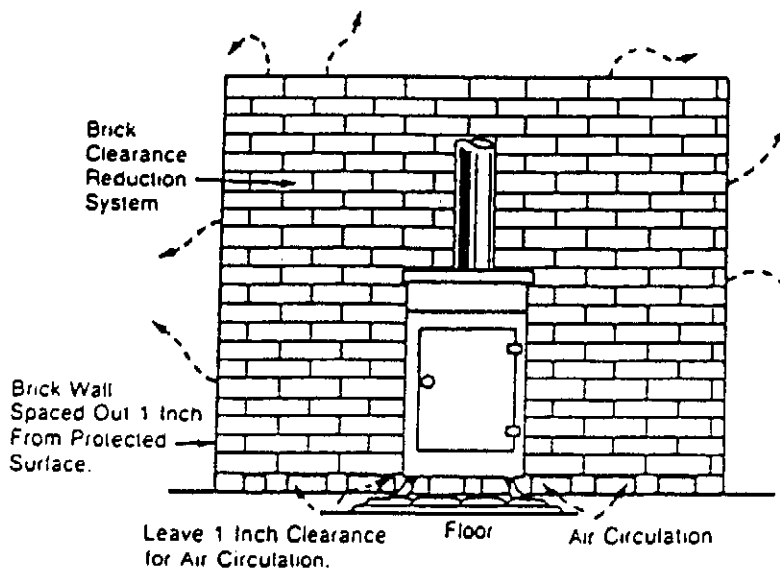 Brick
Clearance
Reduction
System
Brick Wall
Spaced Out 1 Inch
From Protected
Surface.
Leave 1 Inch Clearance
for Air Circulation.
Floor
Air Circulation